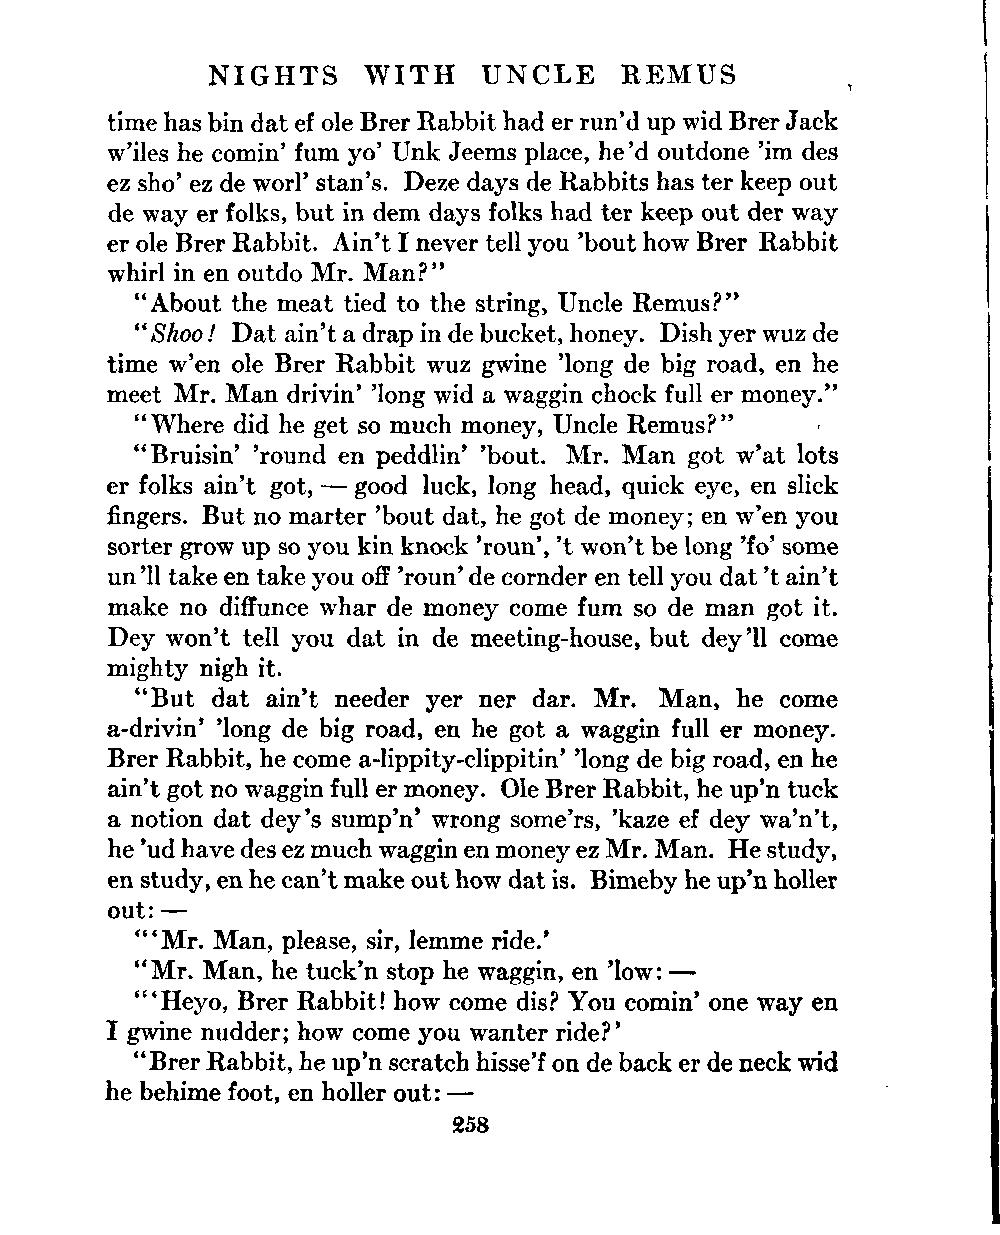 NIGHTS WITH UNCLE REMUS
time has bin dat ef ole Brer Rabbit had er run'd up wid Brer Jack
w'iles he comin' fum yo' Unk Jeems place, he'd outdone 'im des
ez sho' ez de worl' stan's. Deze days de Rabbits has ter keep out
de way er folks, but in dem days folks had ter keep out der way
er ole Brer Rabbit. Ain't I never tell you 'bout how Brer Rabbit
whirl in en outdo Mr. Man?"
"About the meat tied to the string, Uncle Remus?"
"Shoo! Dat ain't a drap in de bucket, honey. Dish yer wuz de
time w'en ole Brer Rabbit wuz gwine 'long de big road, en he
meet Mr. Man drivin' 'long wid a waggin chock full er money."
"Where did he get so much money, Uncle Remus?"
"Bruisin' 'round en peddlin' 'bout. Mr. Man got w'at lots
er folks ain't got, — good luck, long head, quick eye, en slick
fingers. But no marter 'bout dat, he got de money; en w'en you
sorter grow up so you kin knock 'roun', 't won't be long 'fo' some
un'll take en take you off 'roun' de cornder en tell you dat 't ain't
make no diffunce whar de money come fum so de man got it.
Dey won't tell you dat in de meeting-house, but dey'll come
mighty nigh it.
"But dat ain't needer yer ner dar. Mr. Man, he come
a-drivin' 'long de big road, en he got a waggin full er money.
Brer Rabbit, he come a-lippity-clippitin' 'long de big road, en he
ain't got no waggin full er money. Ole Brer Rabbit, he up'n tuck
a notion dat dey's sump'n' wrong some'rs, 'kaze ef dey wa'n't,
he 'ud have des ez much waggin en money ez Mr. Man. He study,
en study, en he can't make out how dat is. Bimeby he up'n holler
out: —
"'Mr. Man, please, sir, lemme ride.'
"Mr. Man, he tuck'n stop he waggin, en 'low: —
"'Heyo, Brer Rabbit! how come dis? You comin' one way en
I gwine nudder; how come you wanter ride?'
"Brer Rabbit, he up'n scratch hisse'f on de back er de neck wid
he behime foot, en holler out: —
258